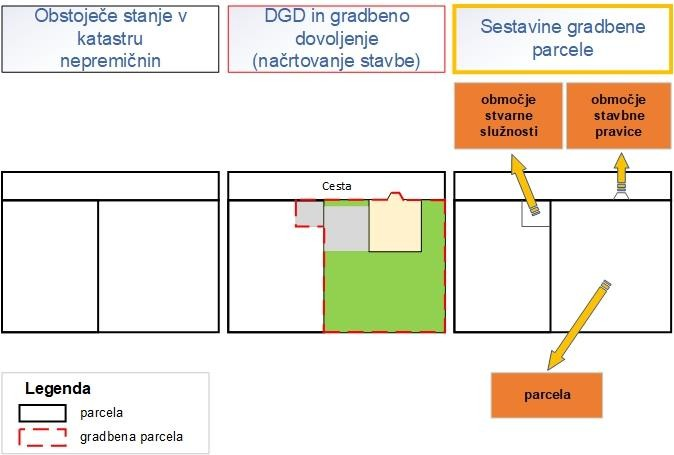 Obstoječe stanje v
katastru
nepremičnin
DGD in gradbeno
dovoljenje
(načrtovanje stavbe)
Sestavine gradbene
parcele
območje
stvarne
služnosti
območje
stavbne
pravice
Cesta
parcela
Legenda
parcela
gradbena parcela